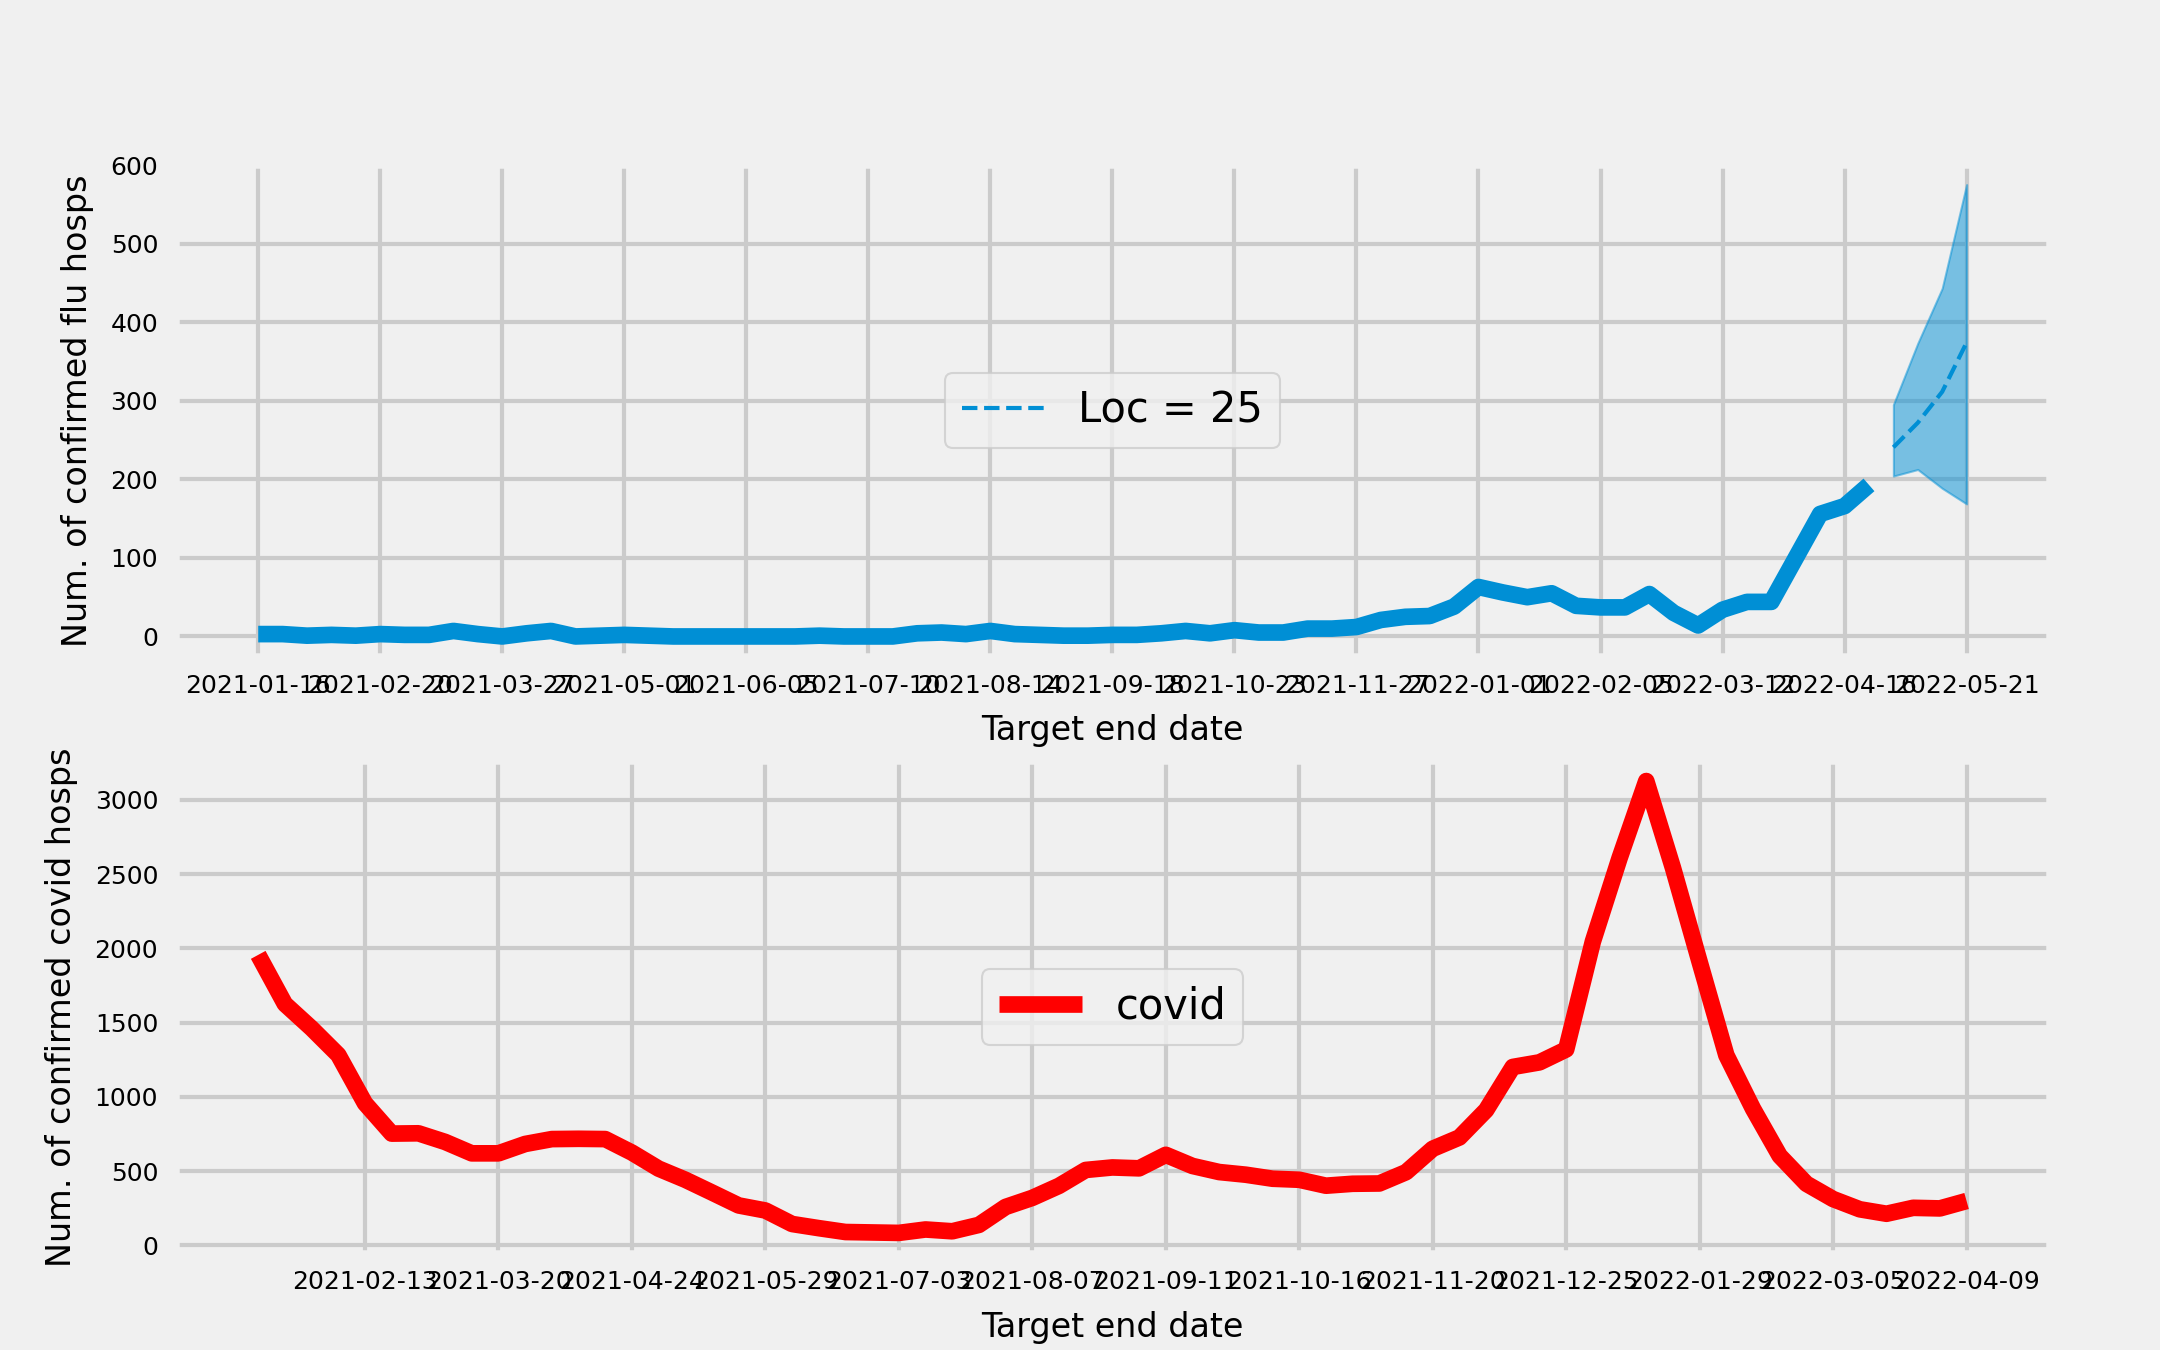 Num. of confirmed flu hosps
600
500
400
300
200
100
0
Loc = 25
2021-01-16 2021-02-20 2021-03-27 2021-05-01 2021-06-05 2021-07-10 2021-08-14 2021-09-18 2021-10-23 2021-11-27 2022-01-01 2022-02-05 2022-03-12 2022-04-16 2022-05-21
Target end date
Num. of confirmed covid hosps
3000
2500
2000
1500
1000
500
0
covid
2021-02-13 2021-03-20 2021-04-24 2021-05-29 2021-07-03 2021-08-07 2021-09-11 2021-10-16 2021-11-20 2021-12-25 2022-01-29 2022-03-05 2022-04-09
Target end date